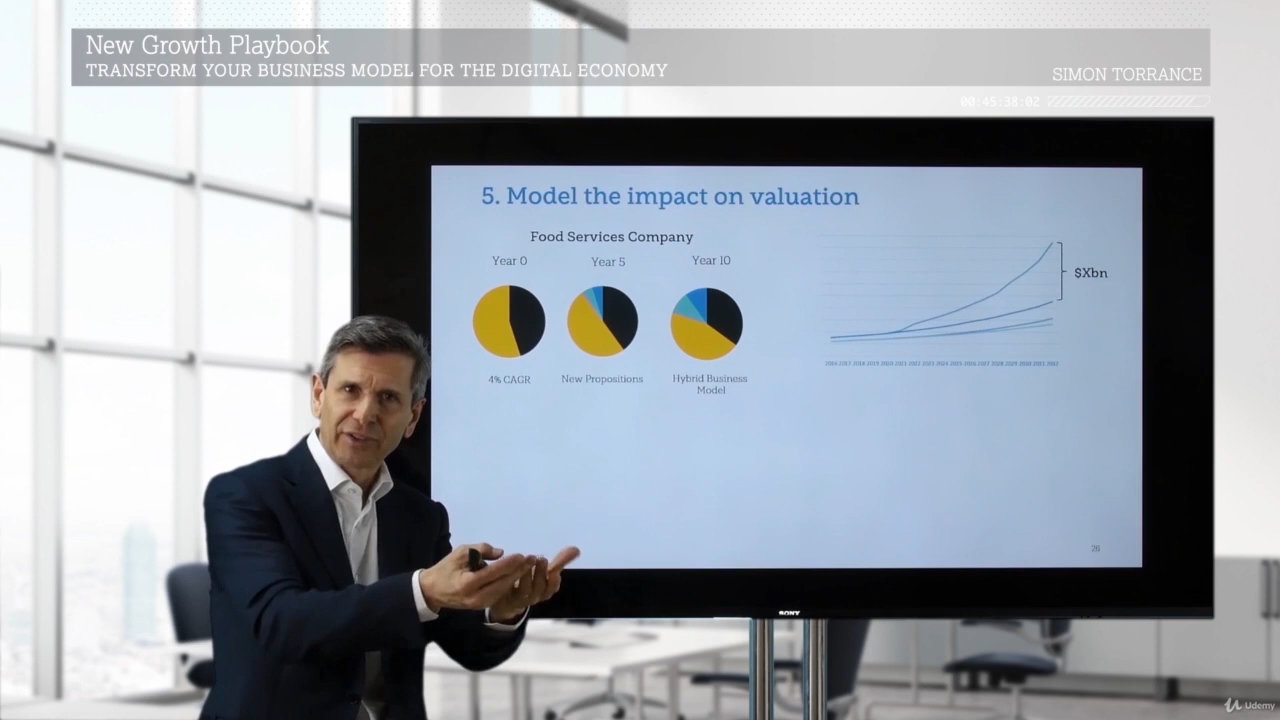 New Growth Playbook
TRANSFORM YOUR BUSINESS MODEL FOR THE DIGITAL ECONOMY
SIMON TORRANCE
00:45:38:02
5. Model the impact on valuation
Food Services Company
Year 0
Year 5
Year 10
$Xbn
4% CAGR
New Propositions
Hybrid Business
Model
20
SONY
Udemy